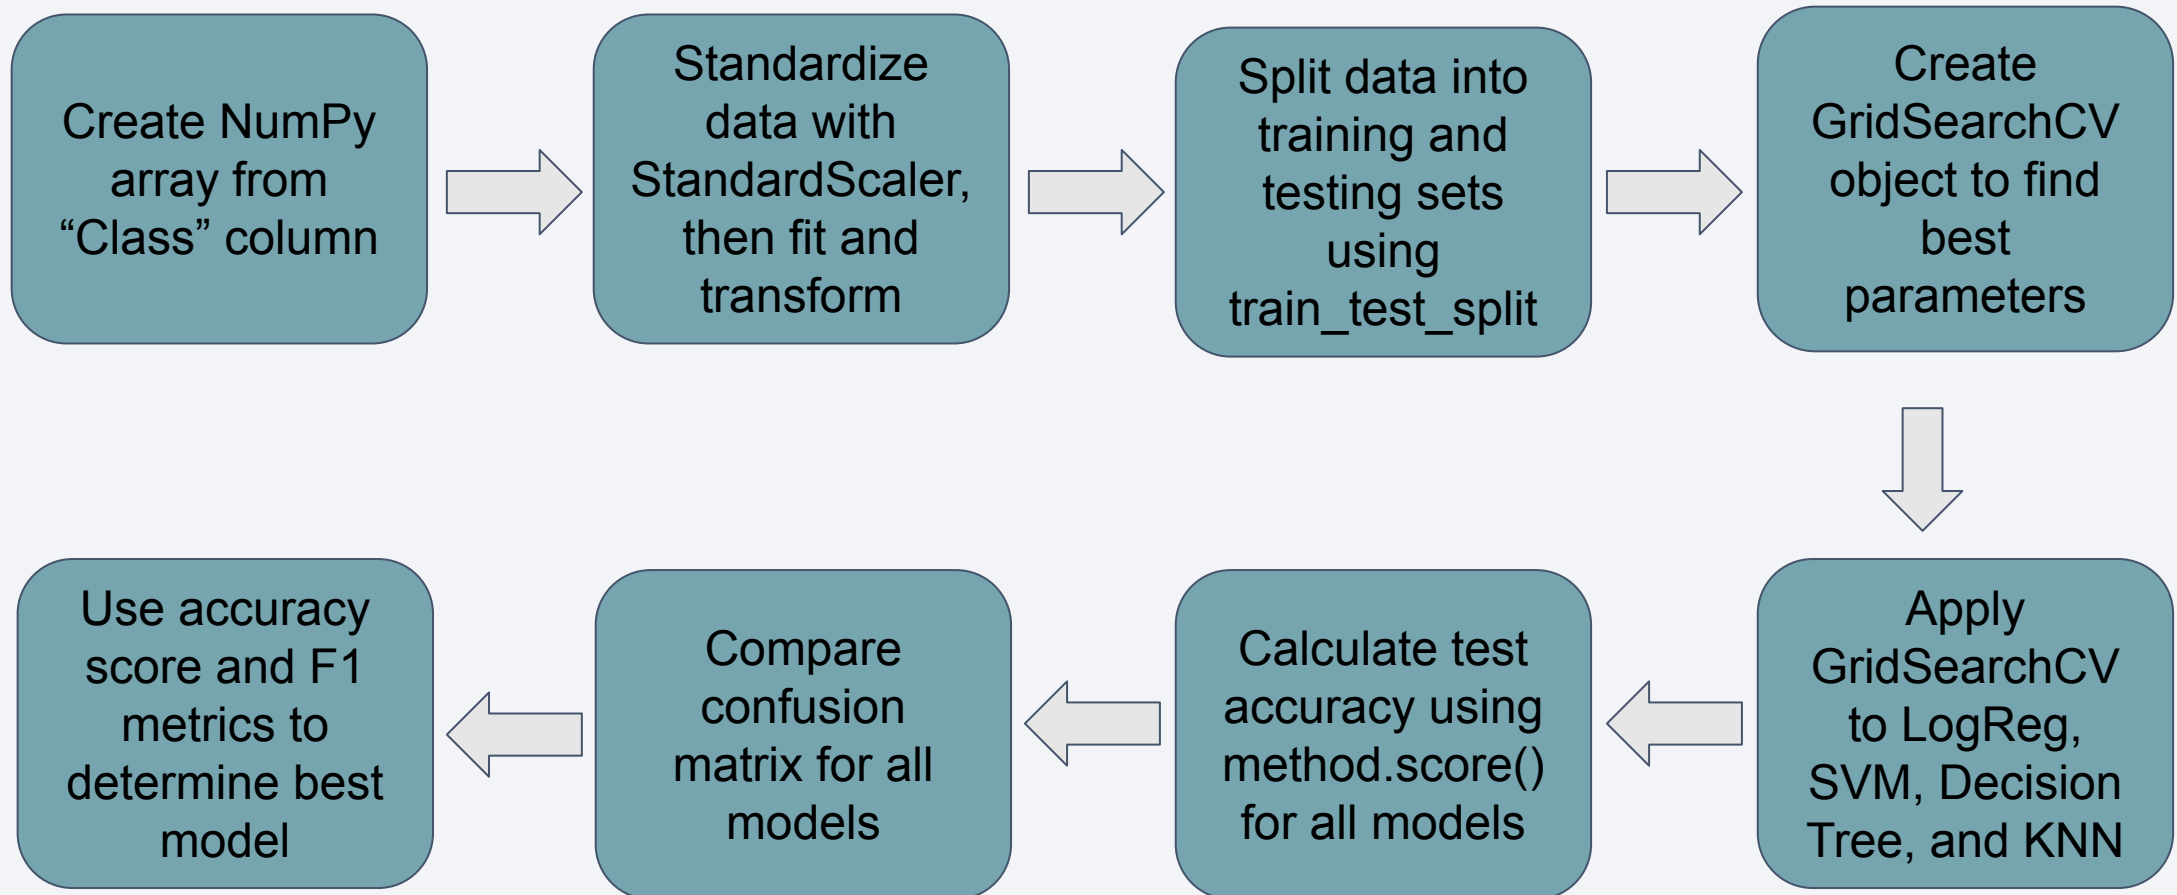 Create NumPy
array from
“Class” column
Standardize
data with
StandardScaler,
then fit and
transform
Split data into
training and
testing sets
using
train_test_split
Create
GridSearchCV
object to find
best
parameters
Apply
GridSearchCV
to LogReg,
SVM, Decision
Tree, and KNN
Calculate test
accuracy using
method.score()
for all models
Compare
confusion
matrix for all
models
Use accuracy
score and F1
metrics to
determine best
model